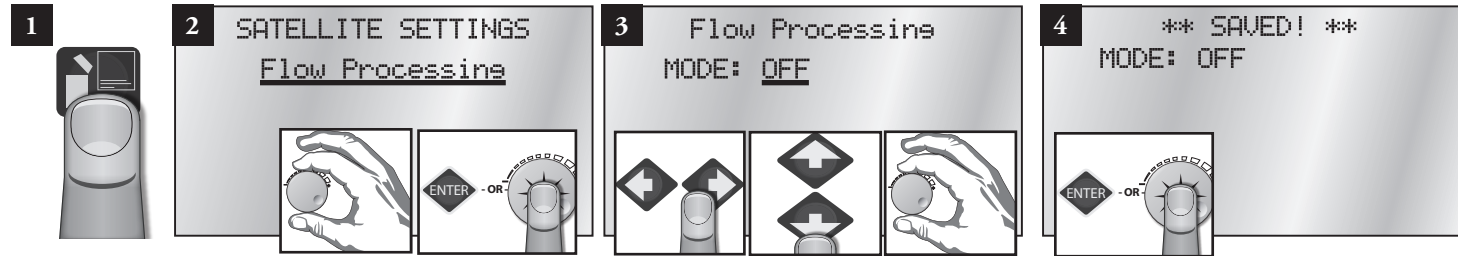 1
2
SATELLITE SETTINGS
Flow Processing
ENTER
- OR -
3
Flow Processing
MODE: OFF
4
** SAVED! **
MODE: OFF
ENTER
- OR -